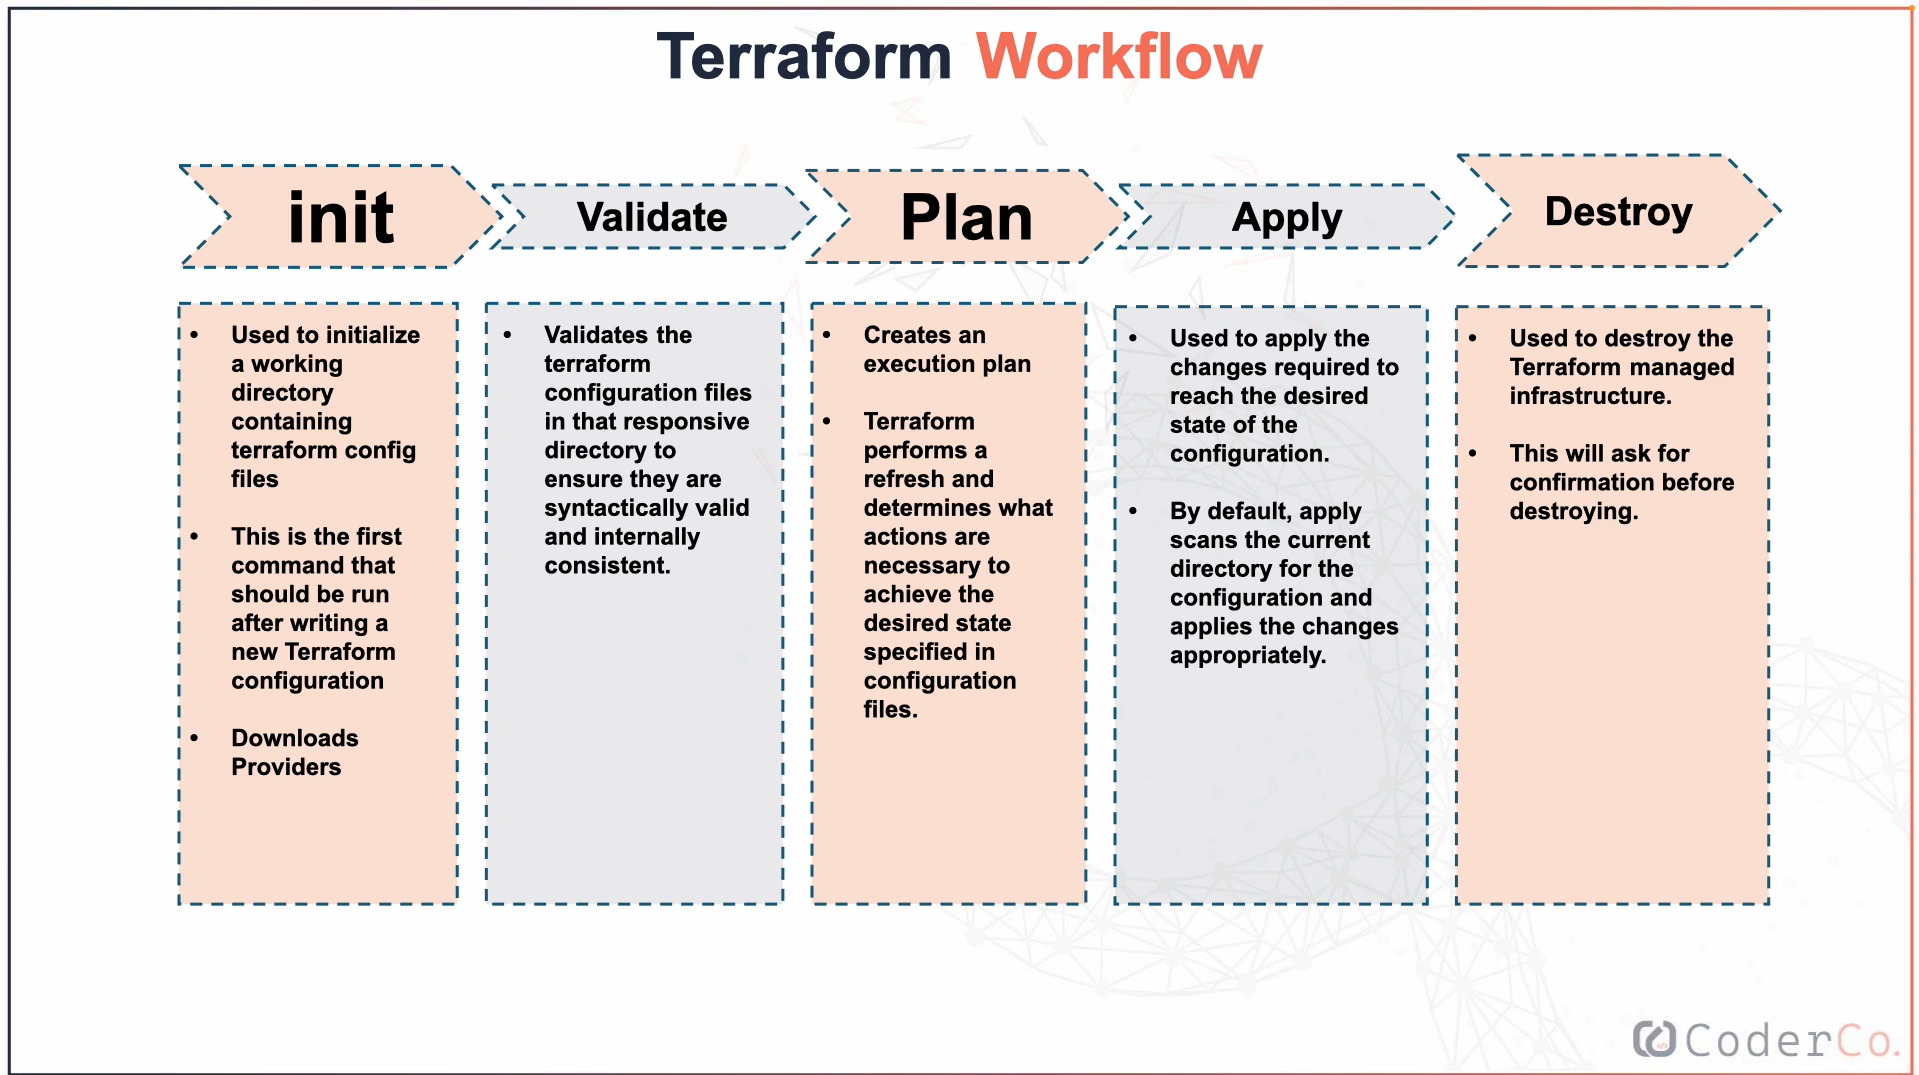 Terraform Workflow
init
Validate
Plan
Apply
Destroy
• Used to initialize
a working
directory
containing
terraform config
files
• This is the first
command that
should be run
after writing a
new Terraform
configuration
• Downloads
Providers
• Validates the
terraform
configuration files
in that responsive
directory to
ensure they are
syntactically valid
and internally
consistent.
• Creates an
execution plan
• Terraform
performs a
refresh and
determines what
actions are
necessary to
achieve the
desired state
specified in
configuration
files.
• Used to apply the
changes required to
reach the desired
state of the
configuration.
• By default, apply
scans the current
directory for the
configuration and
applies the changes
appropriately.
• Used to destroy the
Terraform managed
infrastructure.
• This will ask for
confirmation before
destroying.
CoderCo.